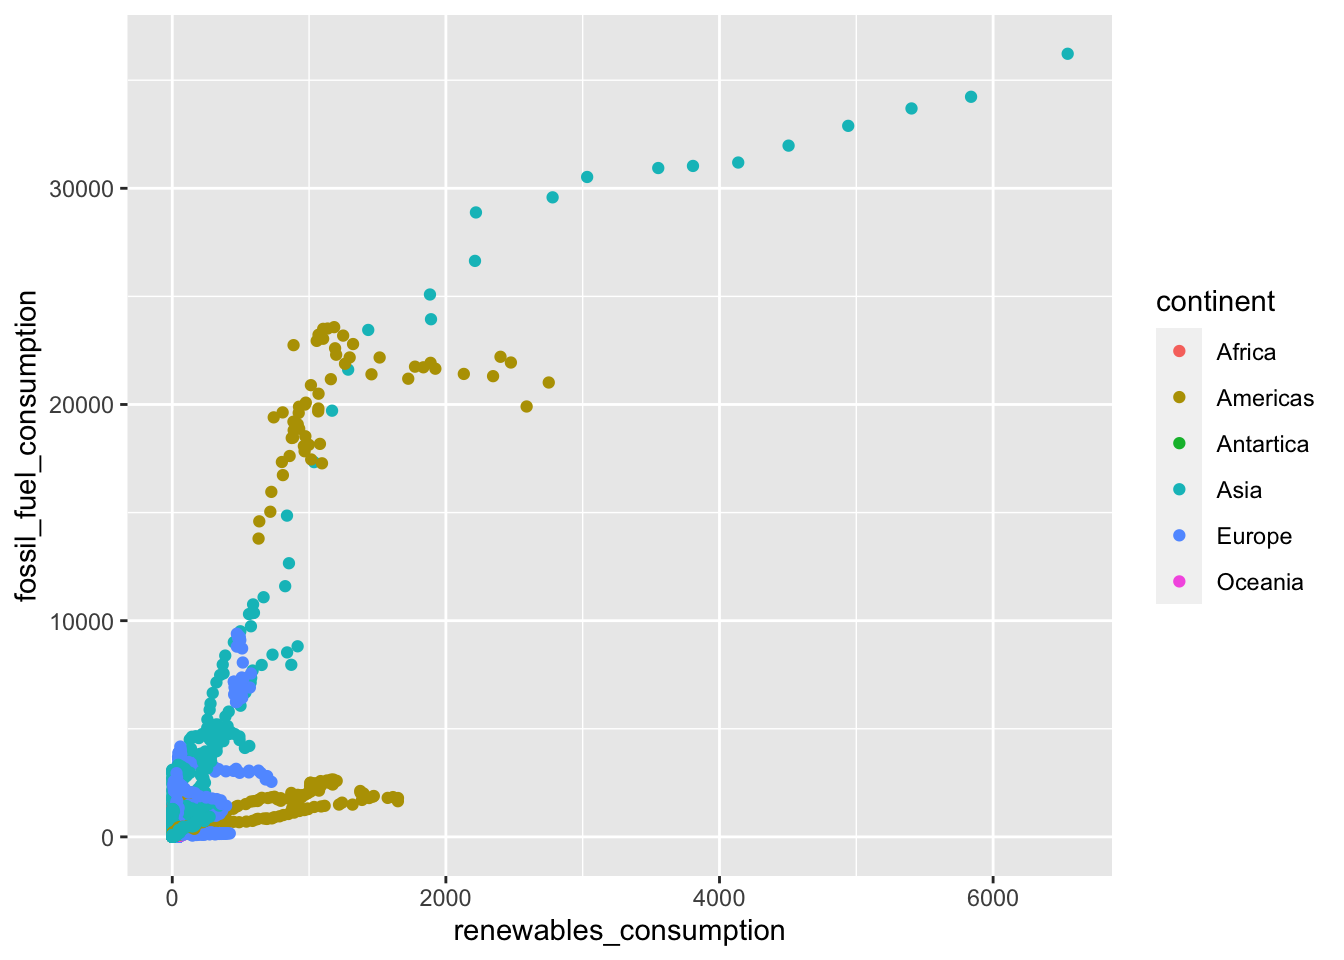 fossil_fuel_consumption
30000
20000
10000
0
0
2000
4000
6000
renewables_consumption
continent
Africa
Americas
Antartica
Asia
Europe
Oceania